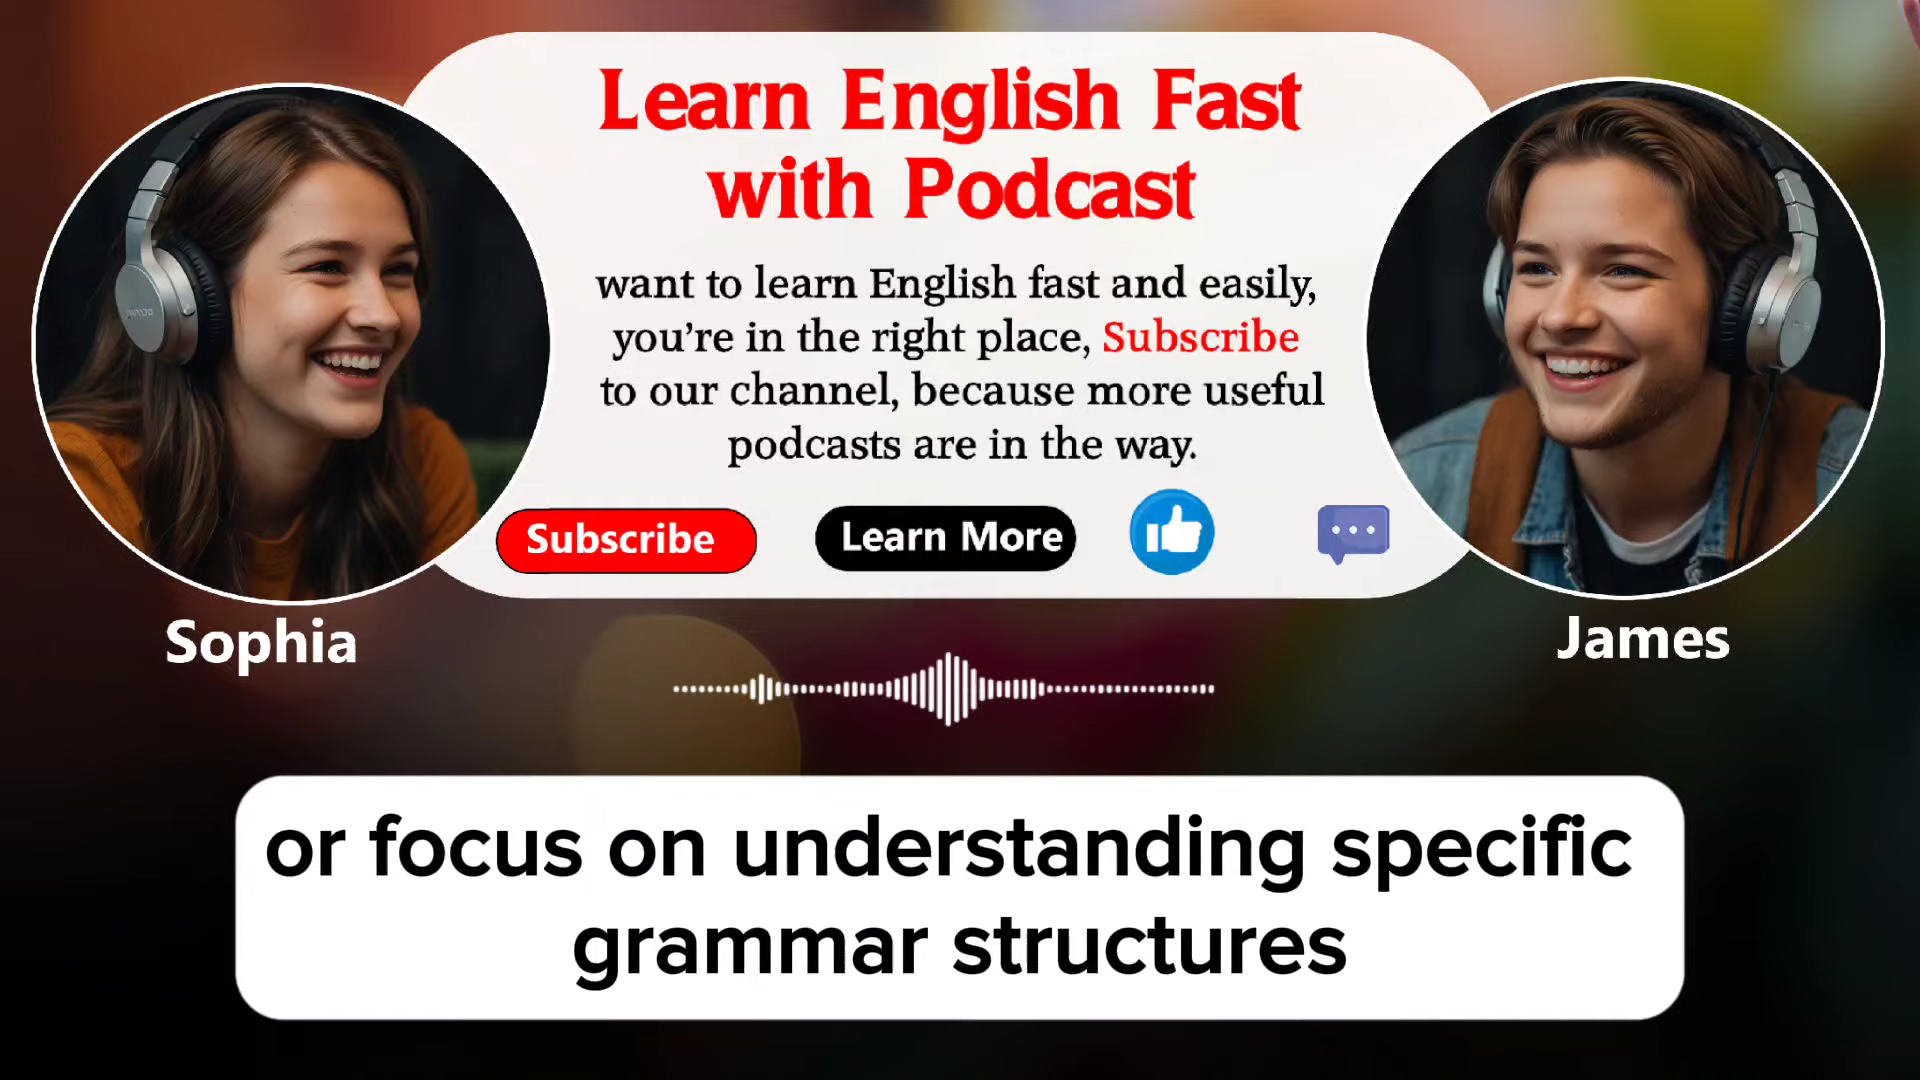 Learn English Fast
with Podcast
want to learn English fast and easily,
you're in the right place, Subscribe
to our channel, because more useful
podcasts are in the way.
Subscribe
Learn More
Sophia
James
or focus on understanding specific
grammar structures